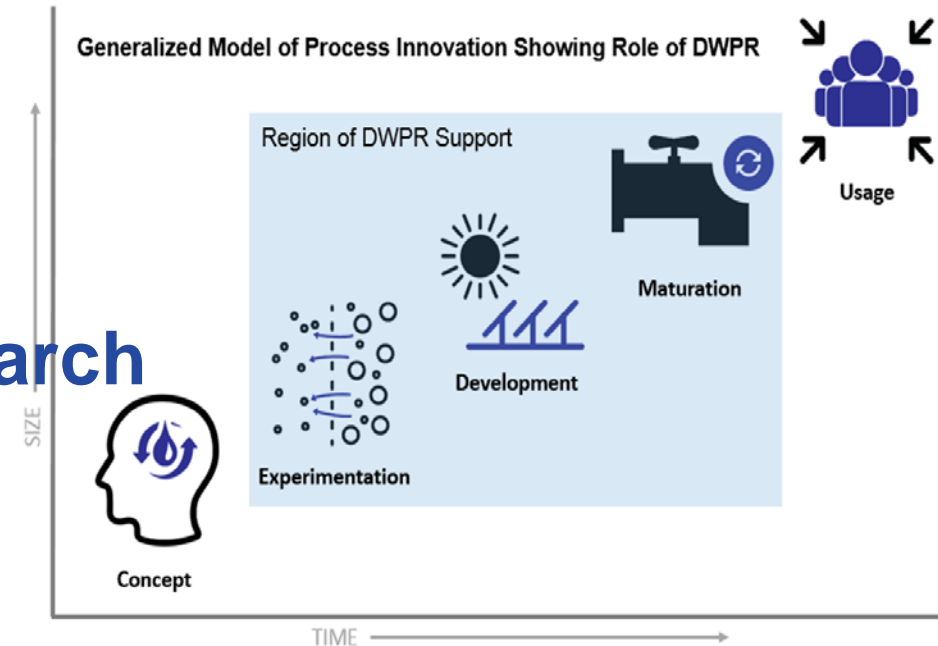 Generalized Model of Process Innovation Showing Role of DWPR
Usage
Region of DWPR Support
Maturation
Development
arch
Experimentation
Concept
SIZE
TIME